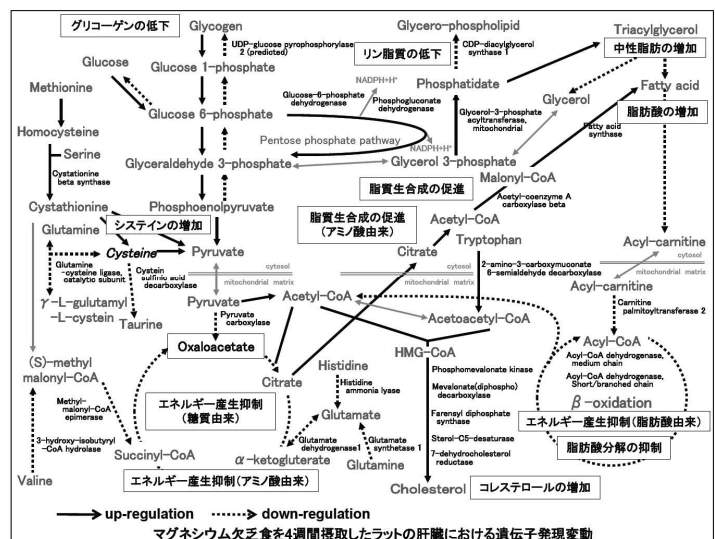 グリコーゲンの低下
Glycogen
Glycero-phospholipid
Triacylglycerol
UDP-glucose pyrophosphorylase
2 (predicted)
リン脂質の低下
CDP-diacylglycerol
synthase 1
中性脂肪の増加
Glucose
Glucose 1-phosphate
NADPH+H⁺
Phosphatidate
Fatty acid
Methionine
Glucose-6-phosphate
dehydrogenase
Phosphogluconate
dehydrogenase
Glycerol
脂肪酸の増加
Glucose 6-phosphate
Glycerol-3-phosphate
acyltransferase,
mitochondrial
Fatty acid
synthase
Homocysteine
Pentose phosphate pathway
NADPH+H⁺
Serine
Glyceraldehyde 3-phosphate
Glycerol 3-phosphate
Cystationine
beta synthase
Malonyl-CoA
脂質生合成の促進
Acetyl-coenzyme A
carboxylase beta
Cystathionine
Phosphoenolpyruvate
脂質生合成の促進
(アミノ酸由来)
Acetyl-CoA
Glutamine
システインの増加
Tryptophan
Acyl-carnitine
Cysteine
Pyruvate
Citrate
cytosol
mitochondrial matrix
cytosol
mitochondrial matrix
cytosol
mitochondrial matrix
Glutamine
-cysteine ligase,
catalytic subunit
Cystein
sulfinic acid
decarboxylase
2-amino-3-carboxymuconate
6-semialdehyde decarboxylase
Acyl-carnitine
γ-L-gulutamyl
-L-cystein
Taurine
Pyruvate
Acetyl-CoA
Carnitine
palmitoyltransferase 2
Pyruvate
carboxylase
Acetoacetyl-CoA
Oxaloacetate
HMG-CoA
Acyl-CoA
Acyl-CoA dehydrogenase,
medium chain
Acyl-CoA dehydrogenase,
Short/branched chain
(S)-methyl
malonyl-CoA
Citrate
Histidine
Phosphomevalonate kinase
Mevalonate(diphospho)
decarboxylase
Histidine
ammonia lyase
β-oxidation
Methyl-
malonyl-CoA
epimerase
エネルギー産生抑制
(糖質由来)
Glutamate
Farensyl diphosphate
synthase
エネルギー産生抑制(脂肪酸由来)
3-hydroxy-isobutyryl
-CoA hydrolase
Glutamate
dehydrogenase1
Glutamate
synthetase 1
Sterol-C5-desaturase
脂肪酸分解の抑制
7-dehydrocholesterol
reductase
Succinyl-CoA
α-ketogluterate
Valine
エネルギー産生抑制(アミノ酸由来)
Glutamine
Cholesterol
コレステロールの増加
up-regulation
down-regulation
マグネシウム欠乏食を4週間摂取したラットの肝臓における遺伝子発現変動